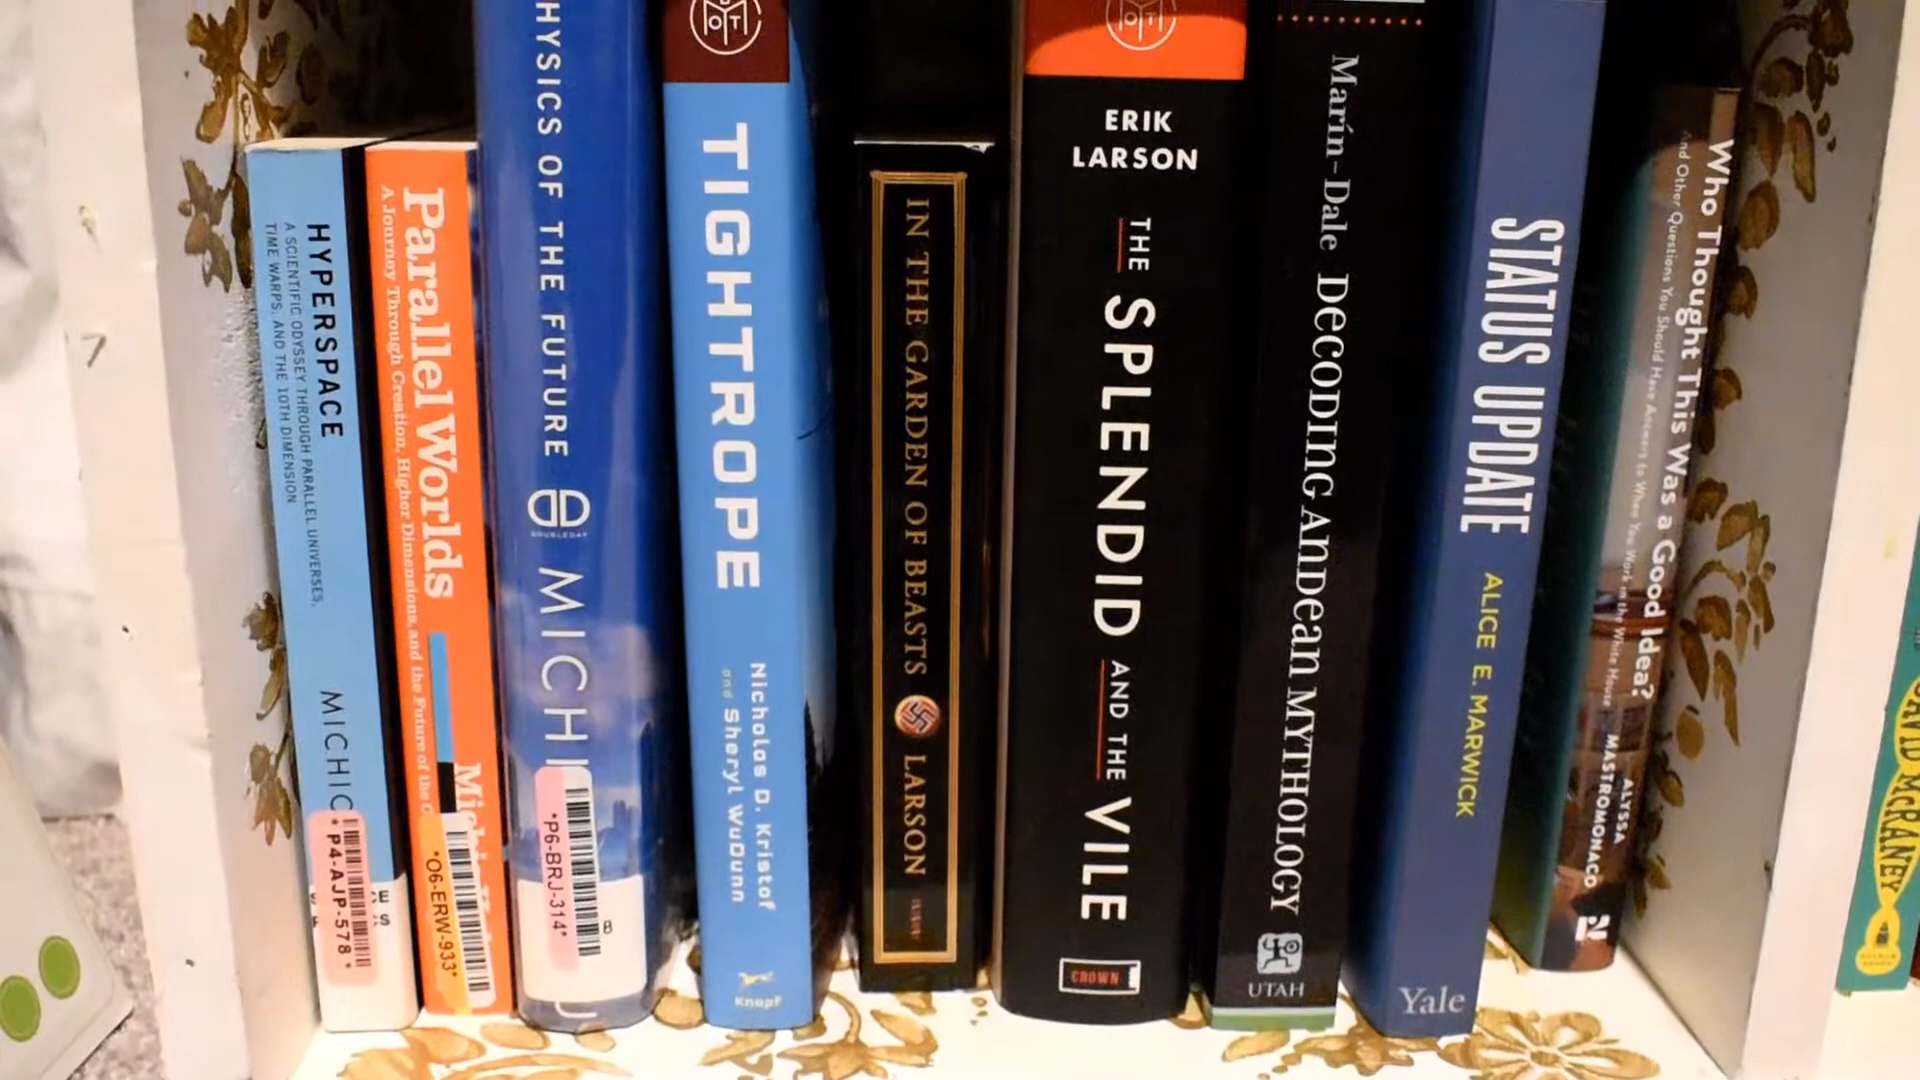 HYPERSPACE
A SCIENTIFIC ODYSSEY THROUGH PARALLEL UNIVERSES,
TIME WARPS, AND THE 10TH DIMENSION
MICHIO
*P4-AJP-578*
Parallel Worlds
A Journey Through Creation, Higher Dimensions, and the Future of the C
Michio
*O6-ERW-933*
HYSICS OF THE FUTURE
DOUBLEDAY
MICHI
*P6-BRJ-314*
8
TIGHTROPE
Nicholas D. Kristof
and Sheryl WuDunn
Knopf
IN THE GARDEN OF BEASTS
LARSON
ERIK
LARSON
THE SPLENDID AND THE VILE
CROWN
Marín-Dale DECODING ANDEAN MYTHOLOGY
UTAH
STATUS UPDATE
ALICE E. MARWICK
Yale
Who Thought This Was a Good Idea?
And Other Questions You Should Have Answers to When You Work in the White House
ALYSSA
MASTROMONACO
DAVID MCRANEY